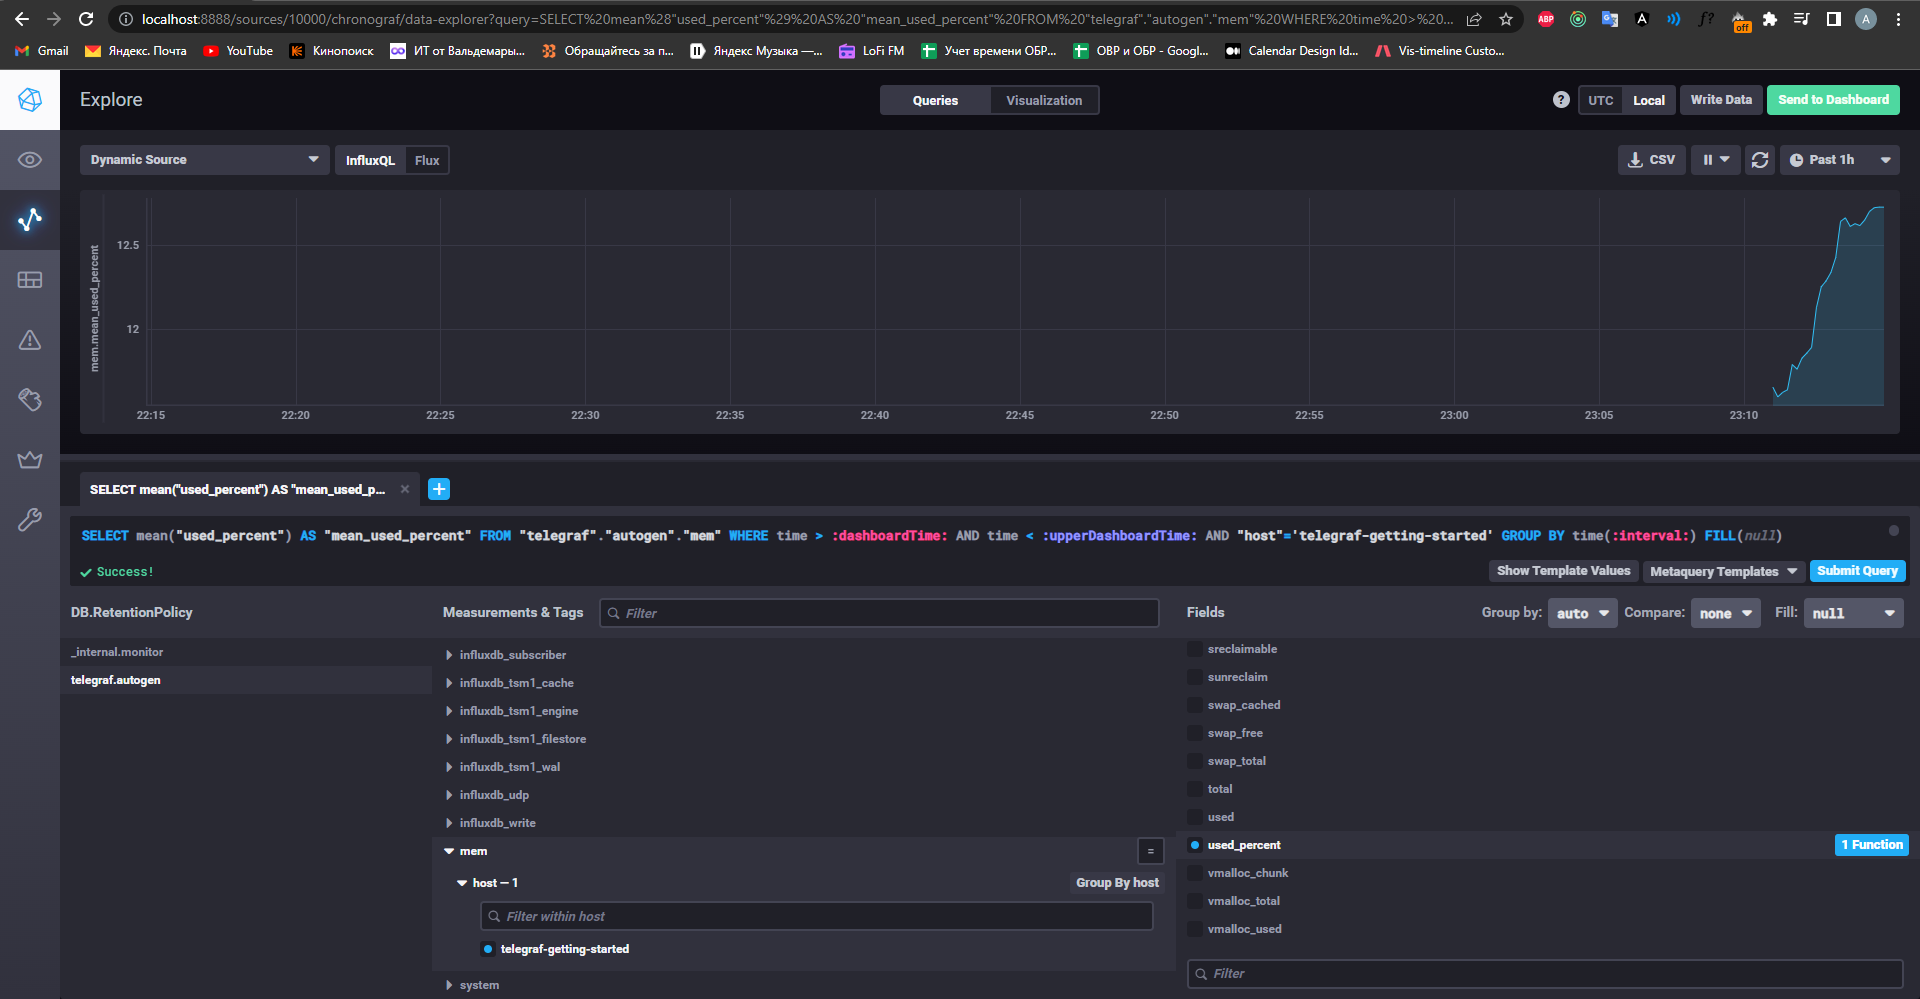 localhost:8888/sources/10000/chronograf/data-explorer?query=SELECT%20mean%28"used_percent"%29%20AS%20"mean_used_percent"%20FROM%20"telegraf"."autogen"."mem"%20WHERE%20time%20>%20...
ABP
f?
off
A
Gmail
Яндекс. Почта
YouTube
Кинопоиск
ИТ от Вальдемары...
Обращайтесь за п...
Яндекс Музыка —...
LoFi FM
Учет времени ОБР...
ОВР и ОБР - Googl...
Calendar Design Id...
Vis-timeline Custo...
Explore
Queries
Visualization
?
UTC
Local
Write Data
Send to Dashboard
Dynamic Source
InfluxQL
Flux
CSV
Past 1h
mem.mean_used_percent
12.5
12
22:15
22:20
22:25
22:30
22:35
22:40
22:45
22:50
22:55
23:00
23:05
23:10
SELECT mean("used_percent") AS "mean_used_p...
SELECT mean("used_percent") AS "mean_used_percent" FROM "telegraf"."autogen"."mem" WHERE time > :dashboardTime: AND time < :upperDashboardTime: AND "host"='telegraf-getting-started' GROUP BY time(:interval:) FILL(null)
Success!
Show Template Values
Metaquery Templates
Submit Query
DB.RetentionPolicy
_internal.monitor
telegraf.autogen
Measurements & Tags
Filter
influxdb_subscriber
influxdb_tsm1_cache
influxdb_tsm1_engine
influxdb_tsm1_filestore
influxdb_tsm1_wal
influxdb_udp
influxdb_write
mem
=
host — 1
Group By host
Filter within host
telegraf-getting-started
system
Fields
Group by:
auto
Compare:
none
Fill:
null
sreclaimable
sunreclaim
swap_cached
swap_free
swap_total
total
used
used_percent
1 Function
vmalloc_chunk
vmalloc_total
vmalloc_used
Filter